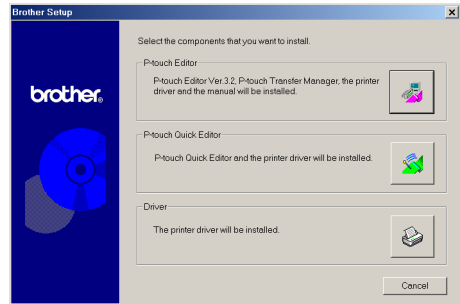 Brother Setup
Select the components that you want to install.
P-touch Editor
P-touch Editor Ver.3.2, P-touch Transfer Manager, the printer
driver and the manual will be installed.
brother®
P-touch Quick Editor
P-touch Quick Editor and the printer driver will be installed.
Driver
The printer driver will be installed.
Cancel